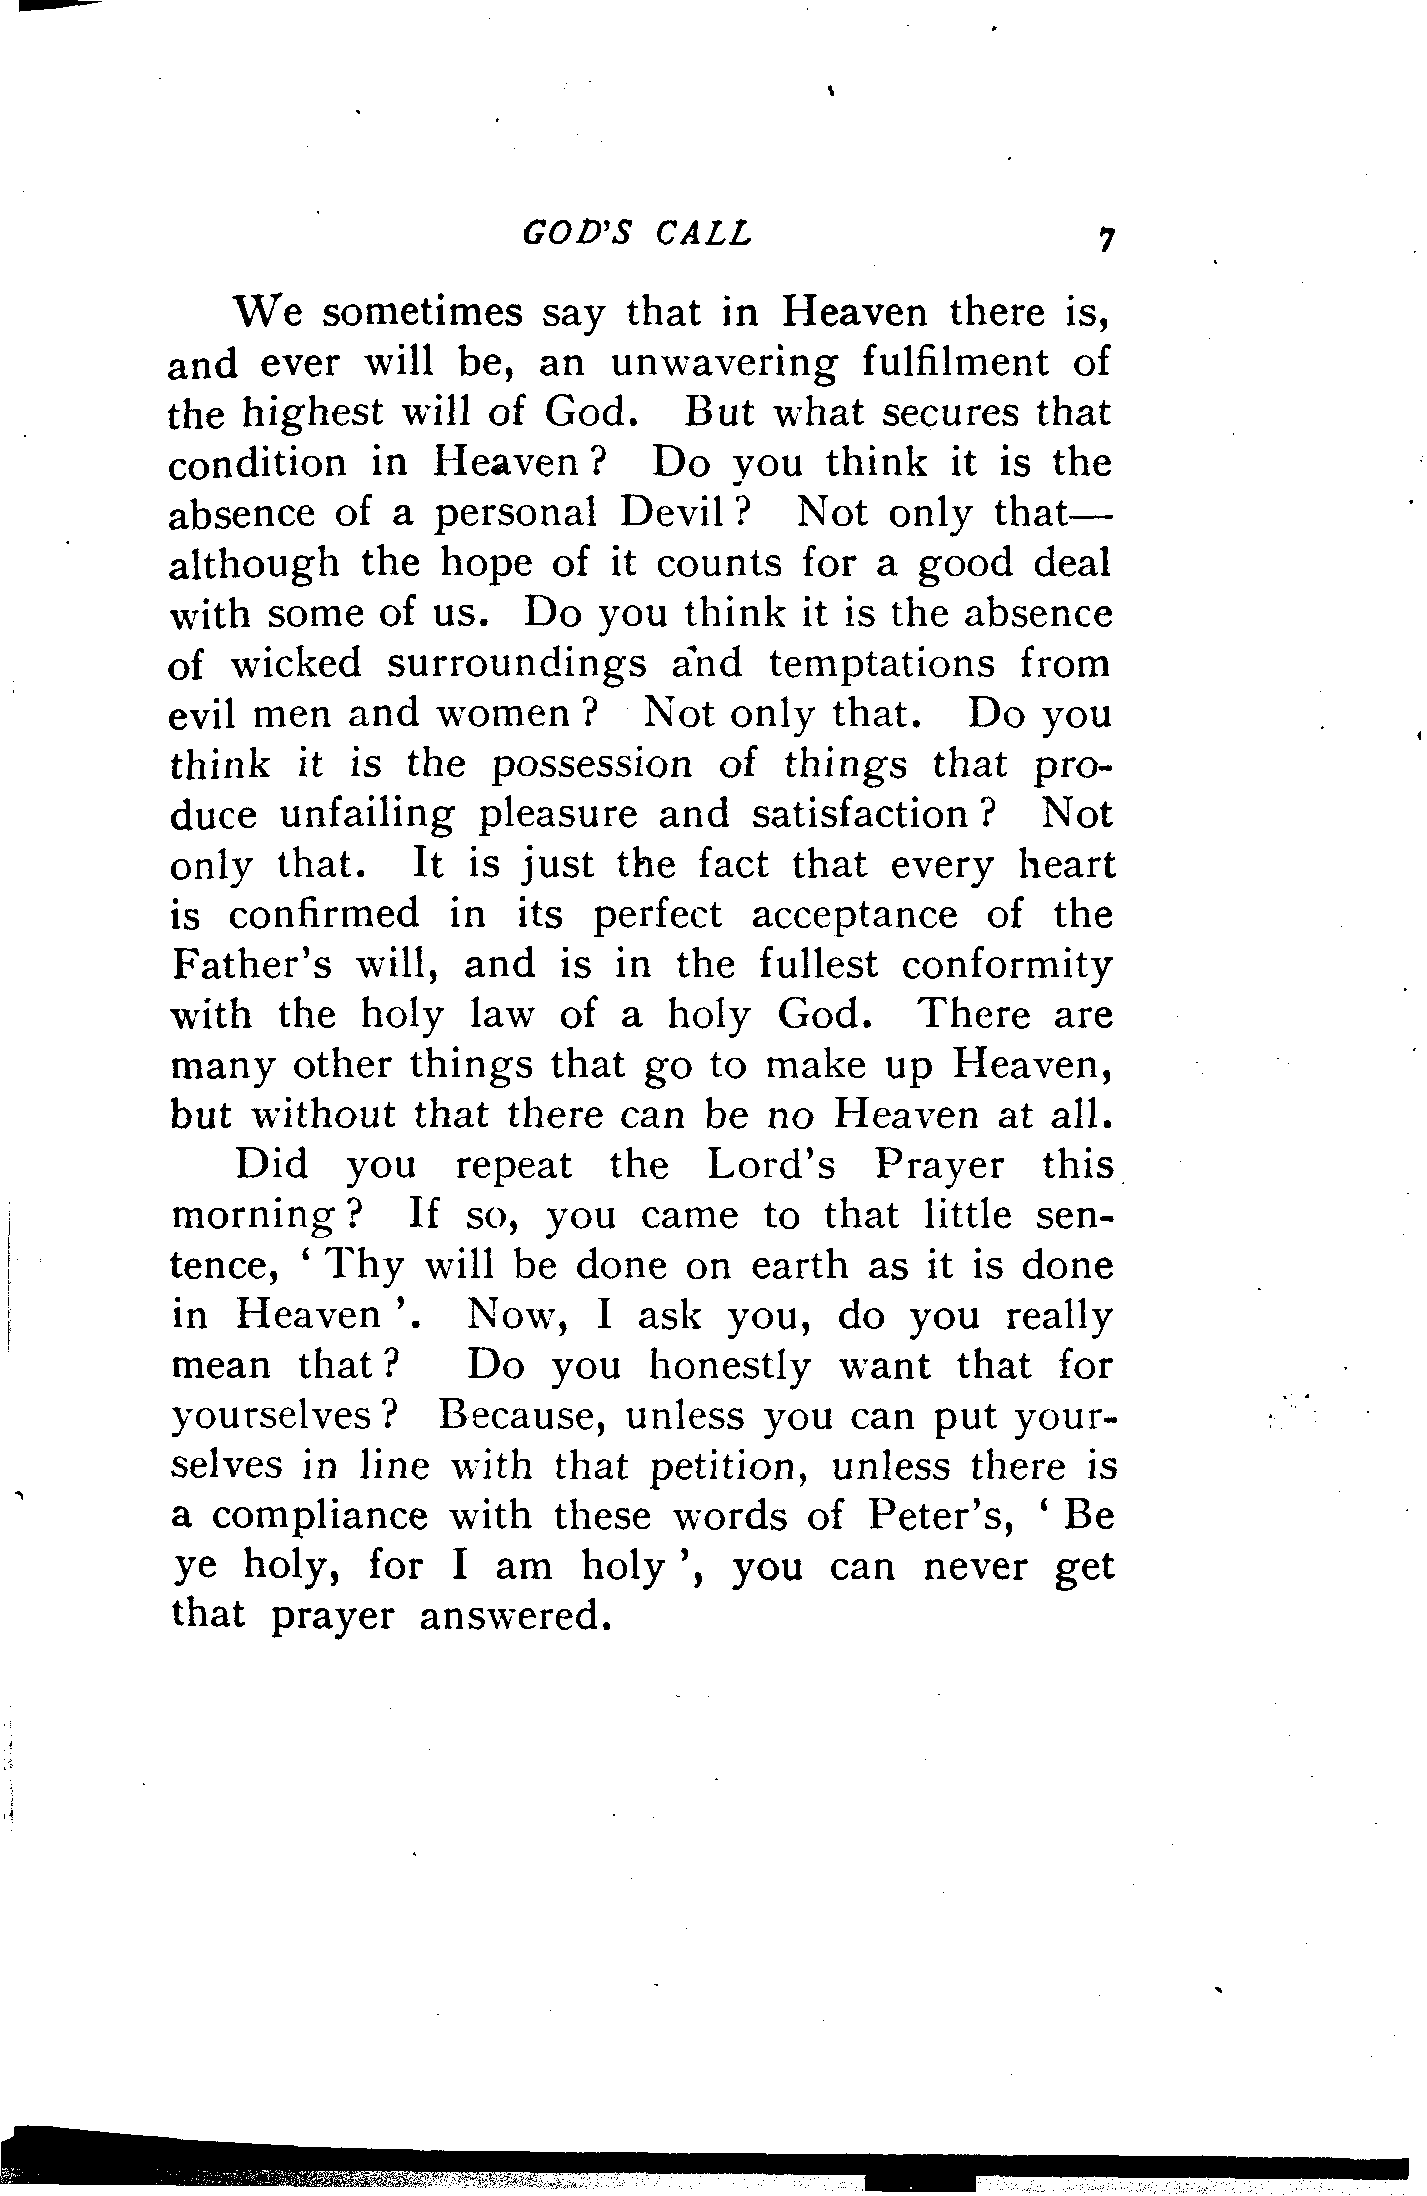 GOD'S CALL 7
We sometimes say that in Heaven there is,
and ever will be, an unwavering fulfilment of
the highest will of God. But what secures that
condition in Heaven? Do you think it is the
absence of a personal Devil? Not only that—
although the hope of it counts for a good deal
with some of us. Do you think it is the absence
of wicked surroundings and temptations from
evil men and women? Not only that. Do you
think it is the possession of things that pro-
duce unfailing pleasure and satisfaction? Not
only that. It is just the fact that every heart
is confirmed in its perfect acceptance of the
Father's will, and is in the fullest conformity
with the holy law of a holy God. There are
many other things that go to make up Heaven,
but without that there can be no Heaven at all.
Did you repeat the Lord's Prayer this
morning? If so, you came to that little sen-
tence, ‘Thy will be done on earth as it is done
in Heaven’. Now, I ask you, do you really
mean that? Do you honestly want that for
yourselves? Because, unless you can put your-
selves in line with that petition, unless there is
a compliance with these words of Peter's, ‘Be
ye holy, for I am holy’, you can never get
that prayer answered.